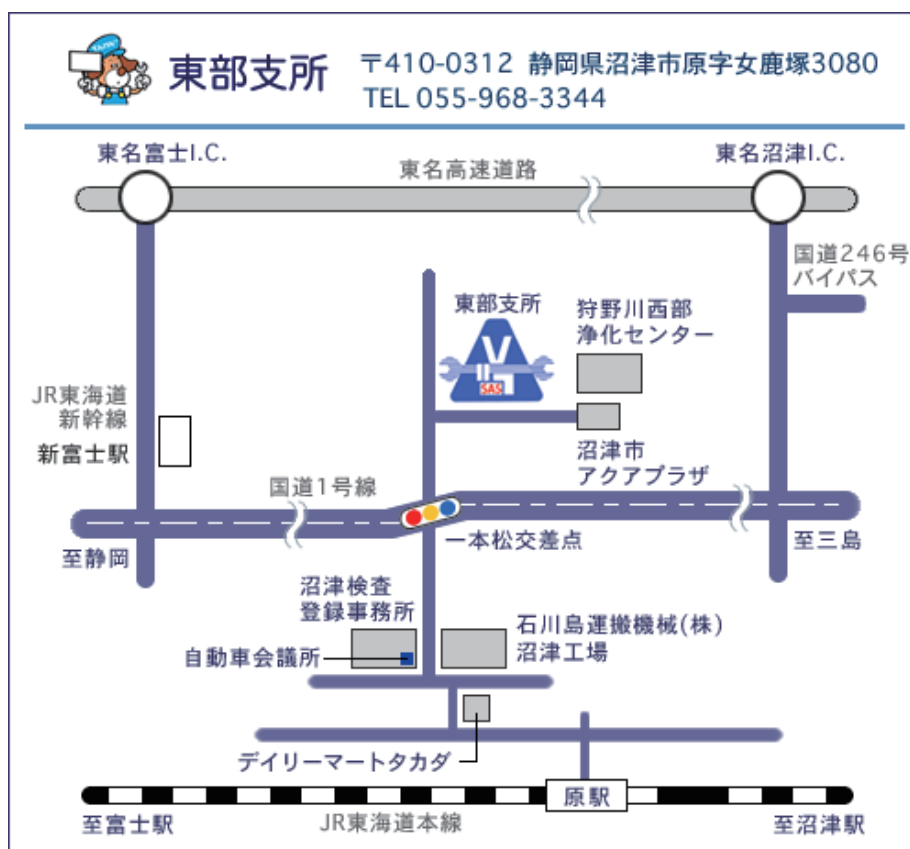 東部支所
〒410-0312 静岡県沼津市原字女鹿塚3080
TEL 055-968-3344
東名富士I.C.
東名高速道路
東名沼津I.C.
国道246号
バイパス
東部支所
狩野川西部
浄化センター
V
SAS
JR東海道
新幹線
新富士駅
沼津市
アクアプラザ
国道1号線
至静岡
一本松交差点
至三島
沼津検査
登録事務所
石川島運搬機械(株)
沼津工場
自動車会議所
デイリーマートタカダ
原駅
至富士駅
JR東海道本線
至沼津駅